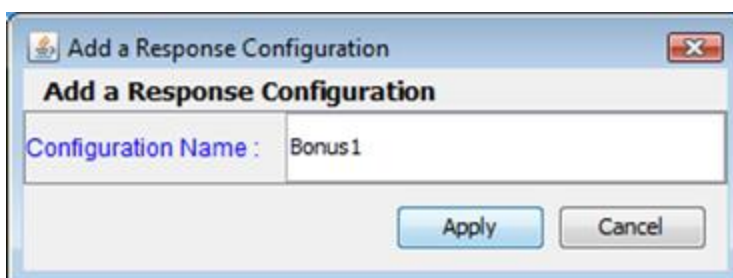 Add a Response Configuration
Add a Response Configuration
Configuration Name : Bonus1
Apply Cancel